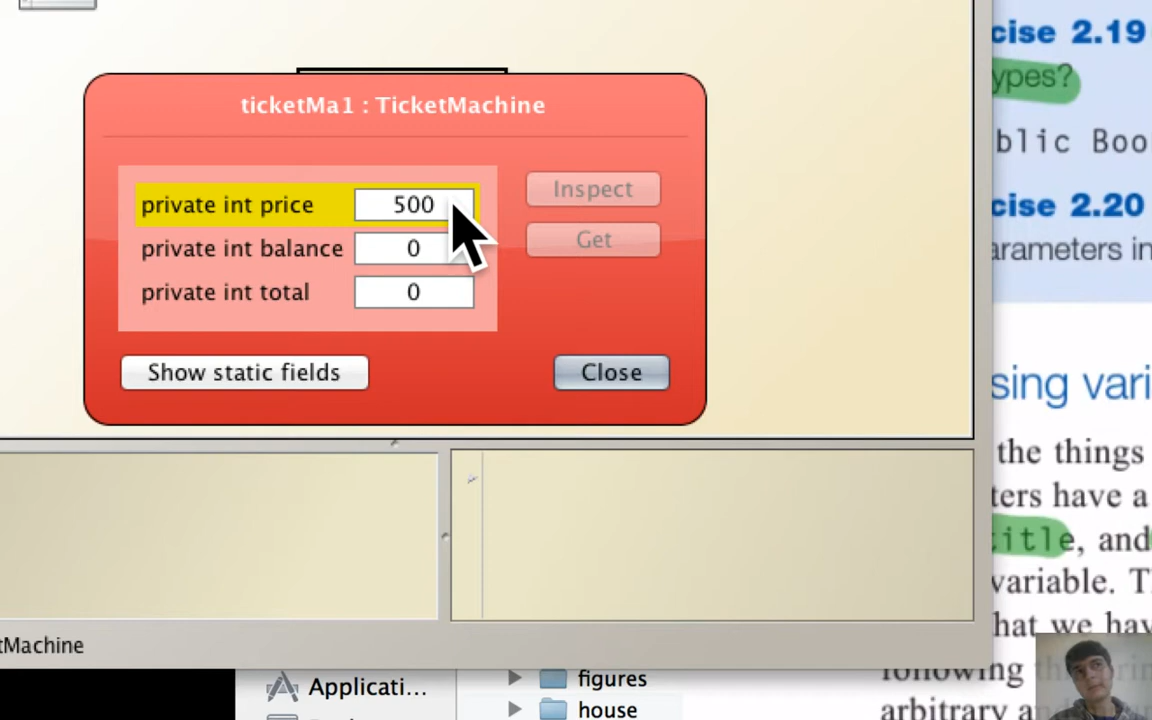 cise 2.19
ypes?
ticketMa1 : TicketMachine
blic Boo
private int price 500
Inspect
cise 2.20
private int balance 0
Get
arameters in
private int total 0
Show static fields
Close
sing vari
the things
ters have a
title, and
variable. T
hat we hav
tMachine
following th
Applicati...
figures
house
arbitrary an